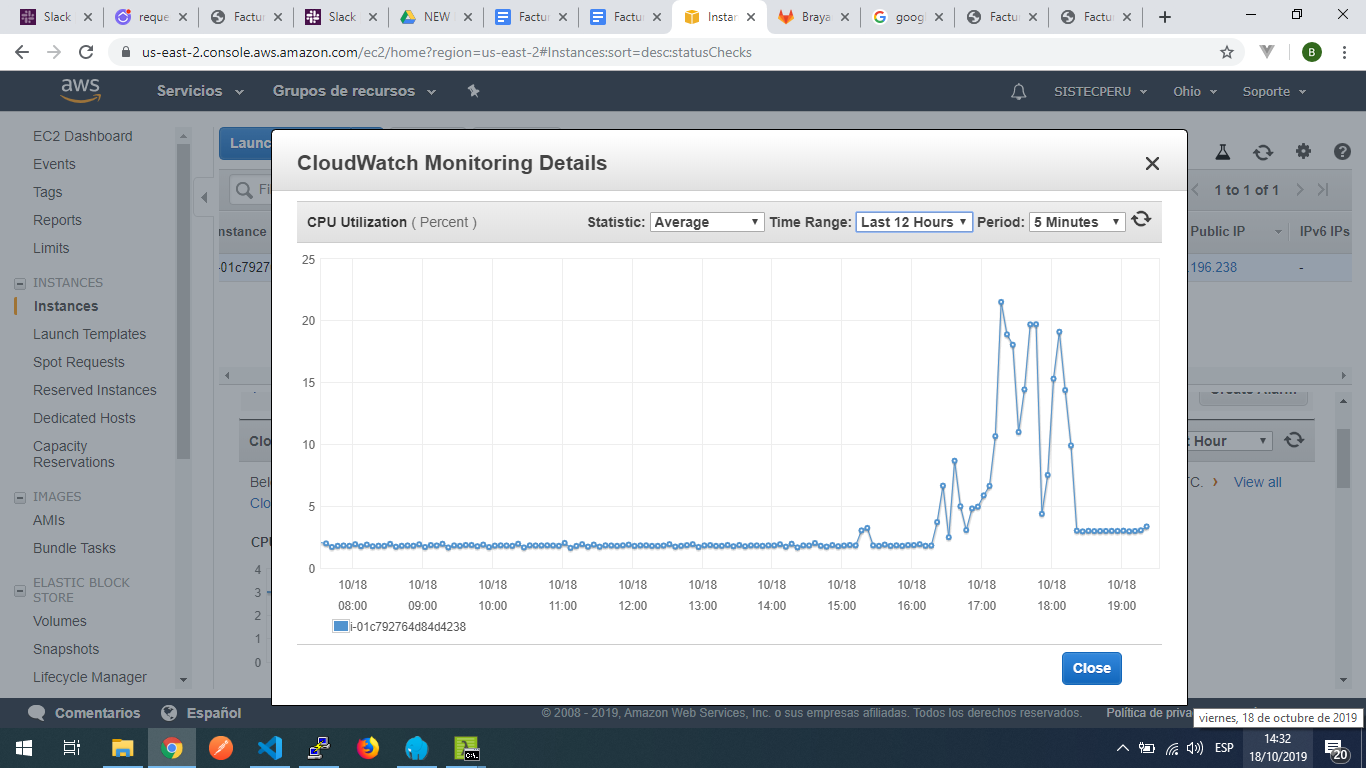 Slack
reque
Factur
Slack
NEW
Factur
Factur
Instar
Braya
goog
Factur
Factur
us-east-2.console.aws.amazon.com/ec2/home?region=us-east-2#Instances:sort=desc:statusChecks
B
aws
Servicios
Grupos de recursos
SISTECPERU
Ohio
Soporte
EC2 Dashboard
Events
Tags
Reports
Limits
INSTANCES
Instances
Launch Templates
Spot Requests
Reserved Instances
Dedicated Hosts
Capacity
Reservations
IMAGES
AMIs
Bundle Tasks
ELASTIC BLOCK
STORE
Volumes
Snapshots
Lifecycle Manager
Launc
1 to 1 of 1
nstance
Public IP
IPv6 IPs
-01c7927
.196.238
-
Clo
t Hour
Bel
TC.
View all
Clo
CP
4
3
2
1
0
CloudWatch Monitoring Details
CPU Utilization ( Percent )
Statistic: Average
Time Range: Last 12 Hours
Period: 5 Minutes
25
20
15
10
5
0
10/18 10/18 10/18 10/18 10/18 10/18 10/18 10/18 10/18 10/18 10/18 10/18
08:00 09:00 10:00 11:00 12:00 13:00 14:00 15:00 16:00 17:00 18:00 19:00
i-01c792764d84d4238
Close
Comentarios
Español
© 2008 - 2019, Amazon Web Services, Inc. o sus empresas afiliadas. Todos los derechos reservados.
Política de priva
viernes, 18 de octubre de 2019
ESP
14:32
18/10/2019
20